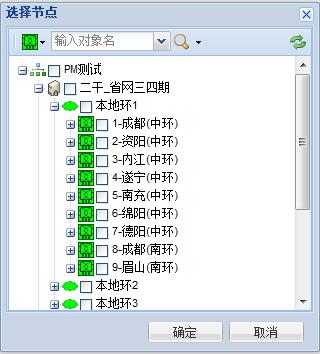 选择节点
输入对象名
PM测试
二干_省网三四期
本地环1
1-成都(中环)
2-资阳(中环)
3-内江(中环)
4-遂宁(中环)
5-南充(中环)
6-绵阳(中环)
7-德阳(中环)
8-成都(南环)
9-眉山(南环)
本地环2
本地环3
确定 取消